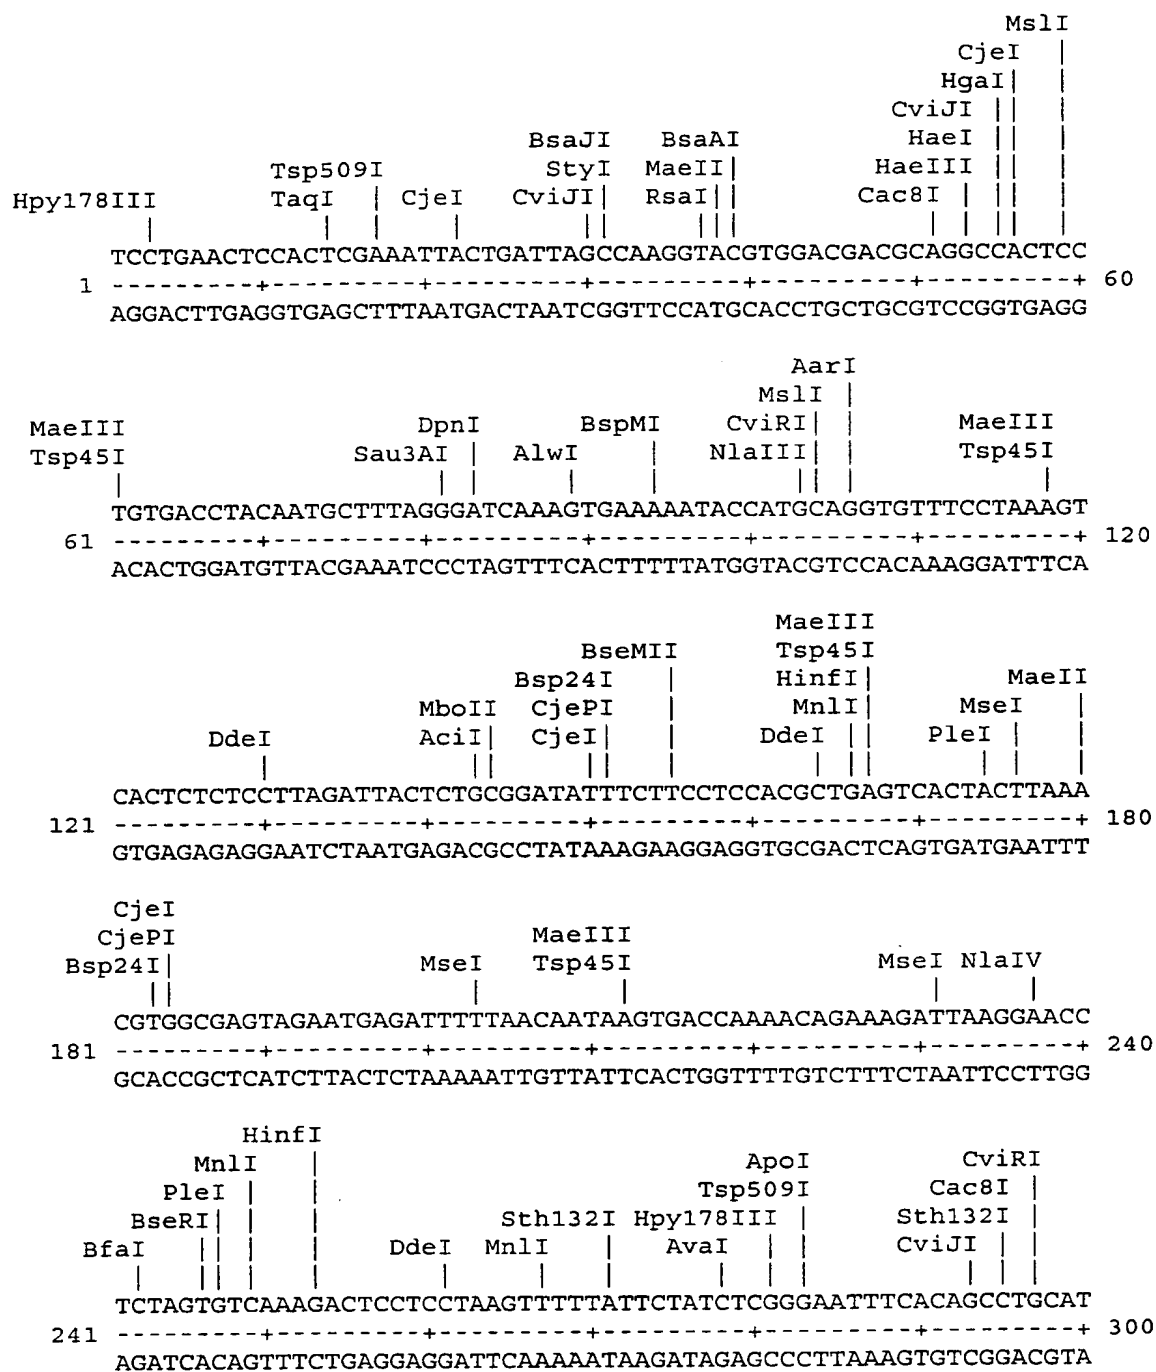 MslI
CjeI |
HgaI| |
CviJI || |
BsaJI BsaAI HaeI || |
Tsp509I StyI MaeII| HaeIII || |
Hpy178III TaqI | CjeI CviJI| RsaI|| Cac8I | || |
TCCTGAACTCCACTCGAAATTACTGATTAGCCAAGGTACGTGGACGACGCAGGCCACTCC
1 ---------+---------+---------+---------+---------+---------+ 60
AGGACTTGAGGTGAGCTTTAATGACTAATCGGTTCCATGCACCTGCTGCGTCCGGTGAGG
AarI
MslI |
MaeIII DpnI BspMI CviRI| | MaeIII
Tsp45I Sau3AI | AlwI | NlaIII| | Tsp45I
TGTGACCTACAATGCTTTAGGGATCAAAGTGAAAAATACCATGCAGGTGTTTCCTAAAGT
61 ---------+---------+---------+---------+---------+---------+ 120
ACACTGGATGTTACGAAATCCCTAGTTTCACTTTTTATGGTACGTCCACAAAGGATTTCA
MaeIII
BseMII Tsp45I
Bsp24I | HinfI| MaeII
MboII CjePI | MnlI| MseI |
DdeI AciI| CjeI| | DdeI || PleI | |
CACTCTCTCCTTAGATTACTCTGCGGATATTTCTTCCTCCACGCTGAGTCACTACTTAAA
121 ---------+---------+---------+---------+---------+---------+ 180
GTGAGAGAGGAATCTAATGAGACGCCTATAAAGAAGGAGGTGCGACTCAGTGATGAATTT
CjeI
CjePI MaeIII
Bsp24I| MseI Tsp45I MseI NlaIV
CGTGGCGAGTAGAATGAGATTTTTAACAATAAGTGACCAAAACAGAAAGATTAAGGAACC
181 ---------+---------+---------+---------+---------+---------+ 240
GCACCGCTCATCTTACTCTAAAAATTGTTATTCACTGGTTTTGTCTTTCTAATTCCTTGG
HinfI
MnlI | ApoI CviRI
PleI | | Tsp509I Cac8I |
BseRI| | | Sth132I Hpy178III | Sth132I |
BfaI || | | DdeI MnlI | AvaI | | CviJI | |
TCTAGTGTCAAAGACTCCTCCTAAGTTTTTATTCTATCTCGGGAATTTCACAGCCTGCAT
241 ---------+---------+---------+---------+---------+---------+ 300
AGATCACAGTTTCTGAGGAGGATTCAAAAATAAGATAGAGCCCTTAAAGTGTCGGACGTA